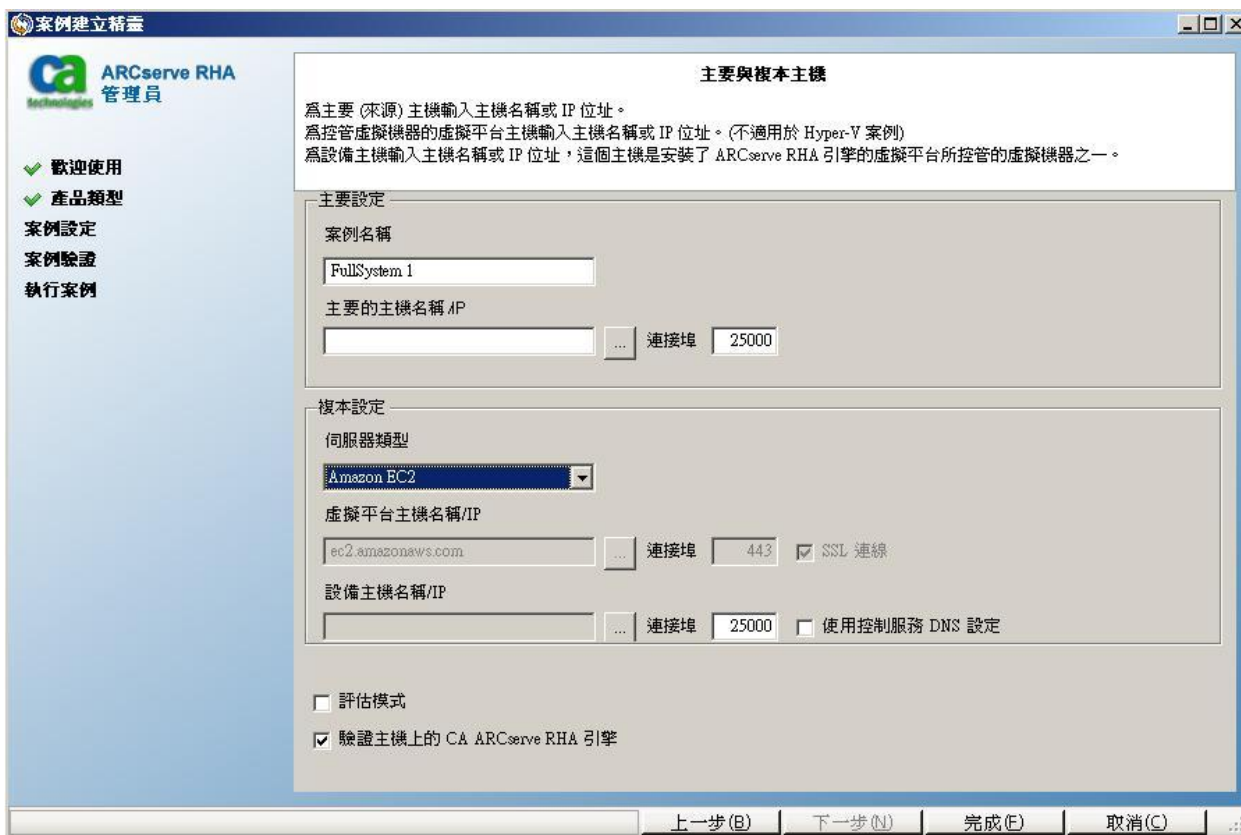 案例建立精靈
ca
technologies
ARCserve RHA
管理員
歡迎使用
產品類型
案例設定
案例驗證
執行案例
主要與複本主機
為主要 (來源) 主機輸入主機名稱或 IP 位址。
為控管虛擬機器的虛擬平台主機輸入主機名稱或 IP 位址。(不適用於 Hyper-V 案例)
為設備主機輸入主機名稱或 IP 位址,這個主機是安裝了 ARCserve RHA 引擎的虛擬平台所控管的虛擬機器之一。
主要設定
案例名稱
FullSystem 1
主要的主機名稱/IP
... 連接埠 25000
複本設定
伺服器類型
Amazon EC2
虛擬平台主機名稱/IP
ec2.amazonaws.com ... 連接埠 443 SSL 連線
設備主機名稱/IP
... 連接埠 25000 使用控制服務 DNS 設定
評估模式
驗證主機上的 CA ARCserve RHA 引擎
上一步(B) 下一步(N) 完成(F) 取消(C)